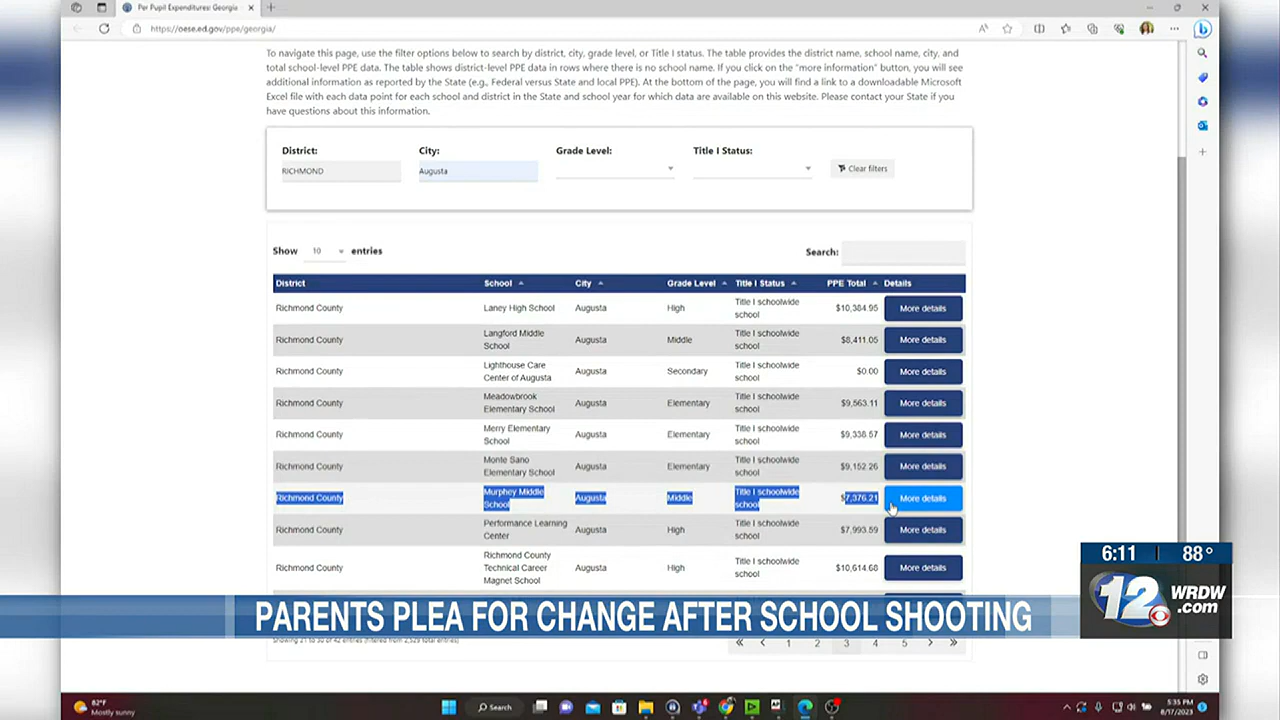 Per Pupil Expenditures: Georgia
https://oese.ed.gov/ppe/georgia/
To navigate this page, use the filter options below to search by district, city, grade level, or Title I status. The table provides the district name, school name, city, and
total school-level PPE data. The table shows district-level PPE data in rows where there is no school name. If you click on the "more information" button, you will see
additional information as reported by the State (e.g., Federal versus State and local PPE). At the bottom of the page, you will find a link to a downloadable Microsoft
Excel file with each data point for each school and district in the State and school year for which data are available on this website. Please contact your State if you
have questions about this information.
District: City: Grade Level: Title I Status:
RICHMOND Augusta Clear filters
Show 10 entries Search:
District School City Grade Level Title I Status PPE Total Details
Richmond County Laney High School Augusta High Title I schoolwide school $10,384.95 More details
Richmond County Langford Middle School Augusta Middle Title I schoolwide school $8,411.05 More details
Richmond County Lighthouse Care Center of Augusta Augusta Secondary Title I schoolwide school $0.00 More details
Richmond County Meadowbrook Elementary School Augusta Elementary Title I schoolwide school $9,563.11 More details
Richmond County Merry Elementary School Augusta Elementary Title I schoolwide school $9,338.57 More details
Richmond County Monte Sano Elementary School Augusta Elementary Title I schoolwide school $9,152.26 More details
Richmond County Murphey Middle School Augusta Middle Title I schoolwide school $7,376.21 More details
Richmond County Performance Learning Center Augusta High Title I schoolwide school $7,993.59 More details
Richmond County Richmond County Technical Career Magnet School Augusta High Title I schoolwide school $10,614.68 More details
6:11 88°
12 WRDW.com
PARENTS PLEA FOR CHANGE AFTER SCHOOL SHOOTING
Showing 21 to 30 of 42 entries (filtered from 2,529 total entries)
« < 1 2 3 4 5 > »
82°F
Mostly sunny
Search
5:35 PM
8/17/2023